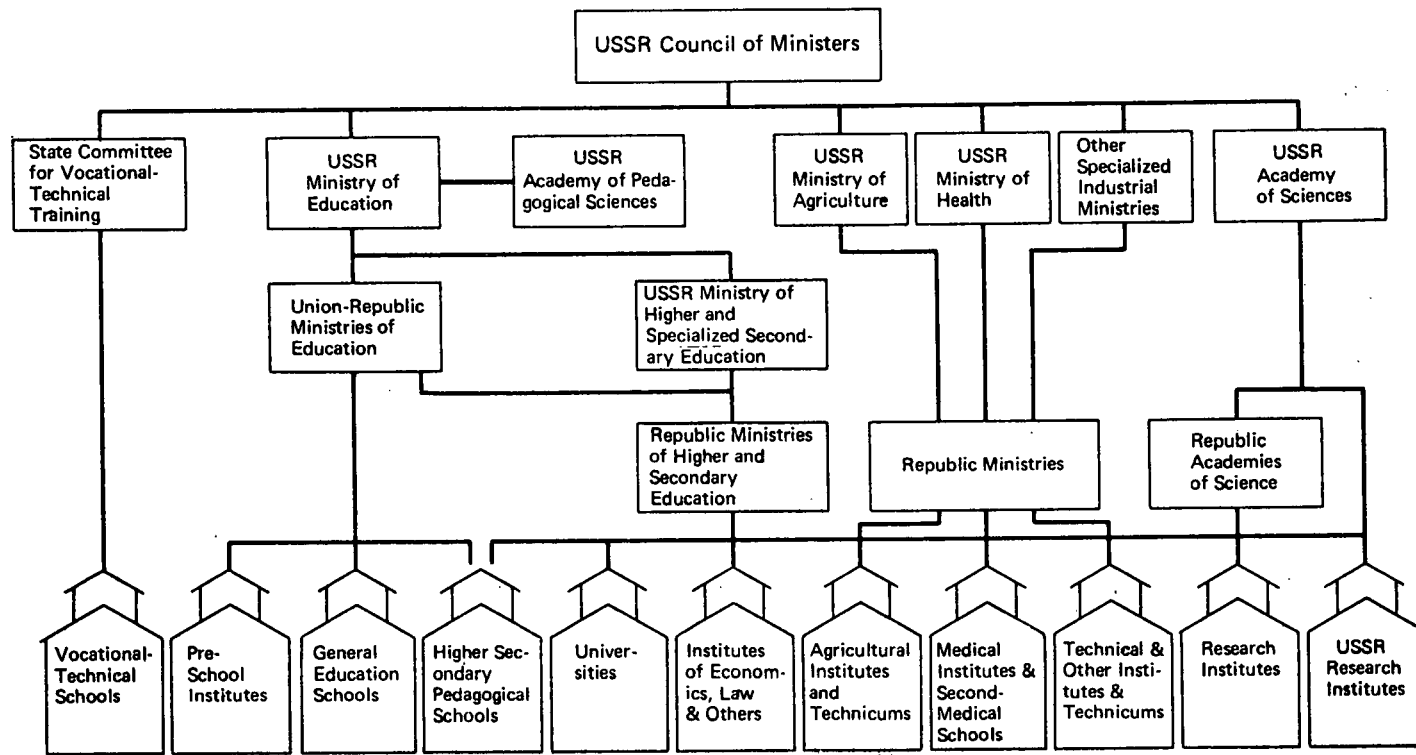 USSR Council of Ministers
State Committee
for Vocational-
Technical
Training
USSR
Ministry of
Education
USSR
Academy of Peda-
gogical Sciences
USSR
Ministry of
Agriculture
USSR
Ministry of
Health
Other
Specialized
Industrial
Ministries
USSR
Academy
of Sciences
Union-Republic
Ministries of
Education
USSR Ministry of
Higher and
Specialized Second-
ary Education
Republic Ministries
of Higher and
Secondary
Education
Republic Ministries
Republic
Academies
of Science
Vocational-
Technical
Schools
Pre-
School
Institutes
General
Education
Schools
Higher Sec-
ondary
Pedagogical
Schools
Univer-
sities
Institutes
of Econom-
ics, Law
& Others
Agricultural
Institutes
and
Technicums
Medical
Institutes &
Second-
Medical
Schools
Technical &
Other Insti-
tutes &
Technicums
Research
Institutes
USSR
Research
Institutes